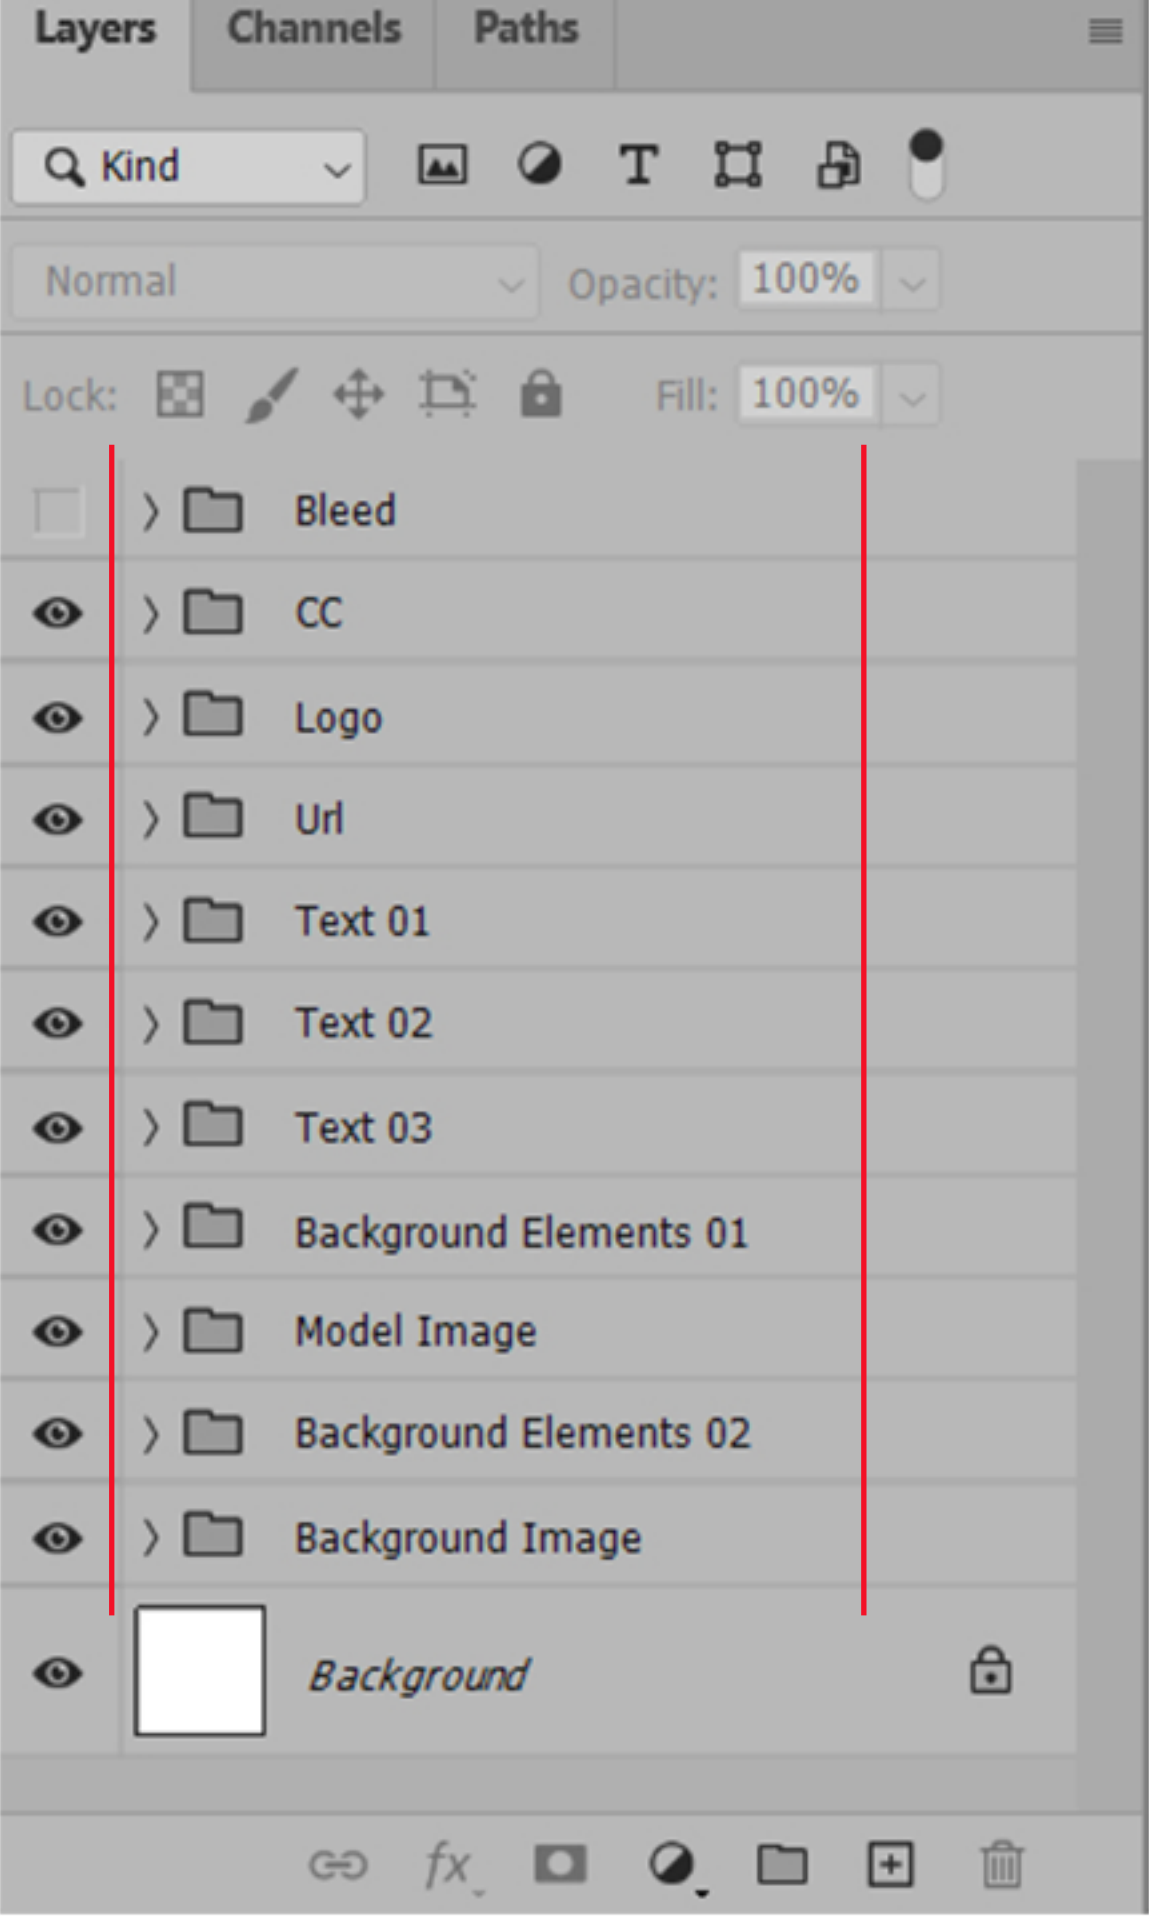 Layers Channels Paths
Kind
Normal Opacity: 100%
Lock: Fill: 100%
Bleed
CC
Logo
Url
Text 01
Text 02
Text 03
Background Elements 01
Model Image
Background Elements 02
Background Image
Background
fx